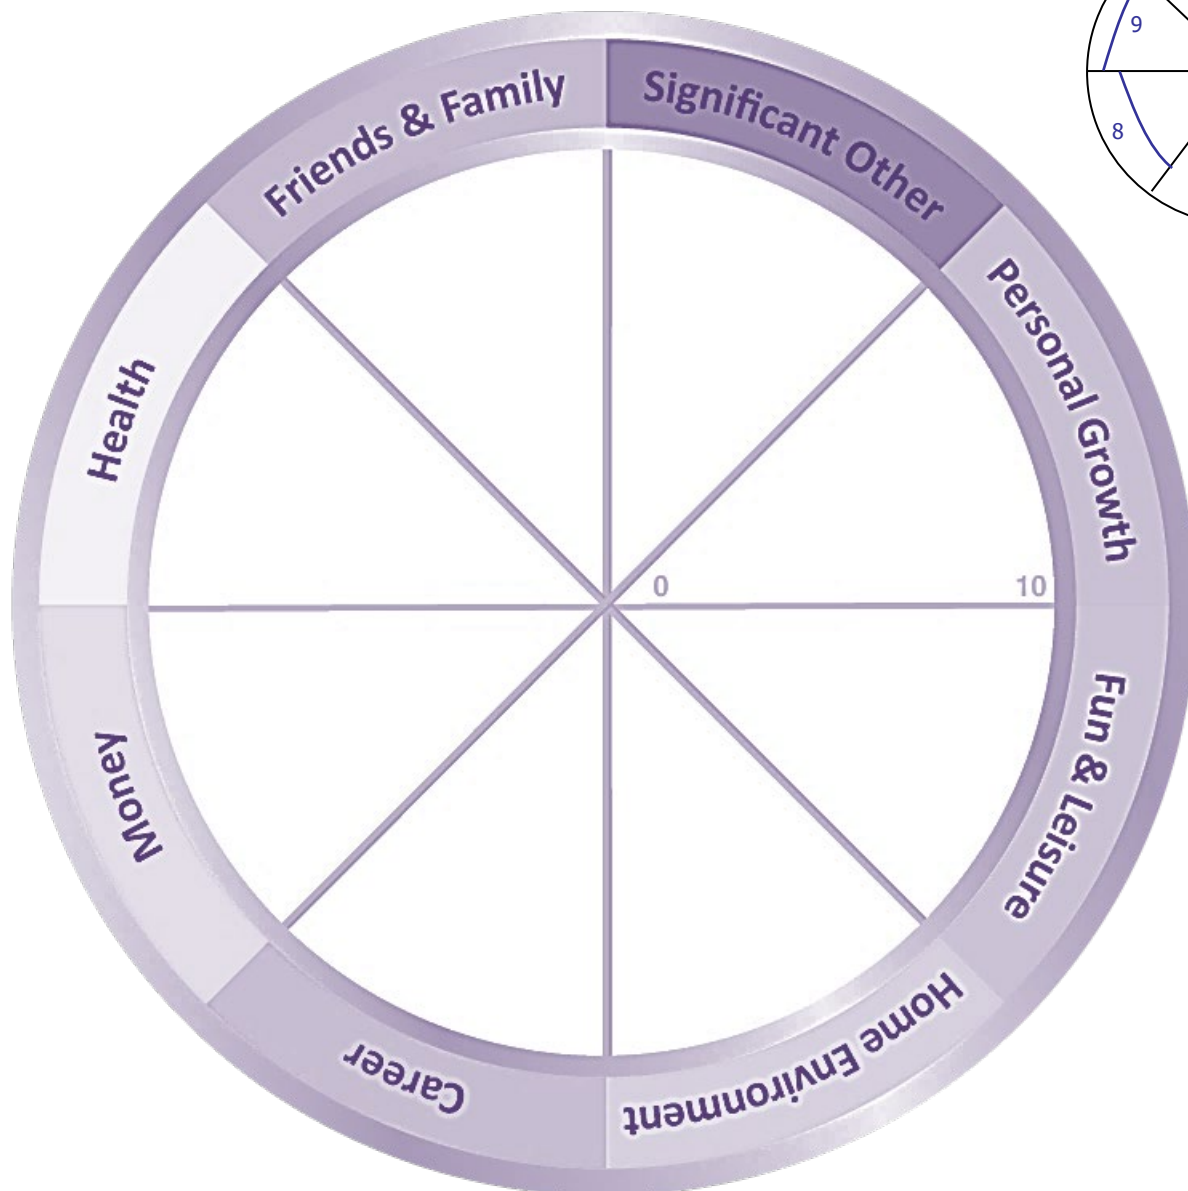 Friends & Family
Significant Other
Personal Growth
Fun & Leisure
Home Environment
Career
Money
Health
0
10
9
8